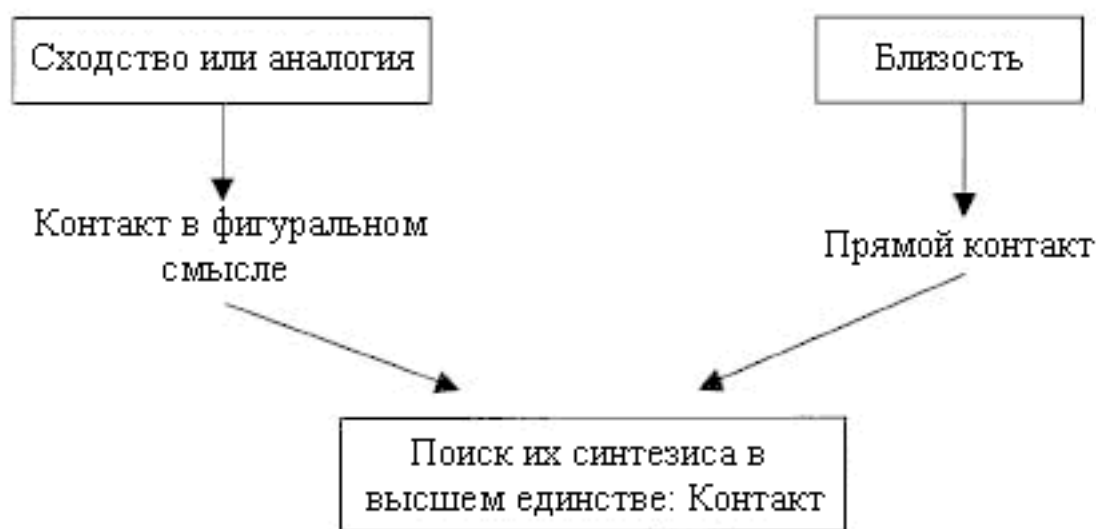 Сходство или аналогия
Близость
Контакт в фигуральном
смысле
Прямой контакт
Поиск их синтезиса в
высшем единстве: Контакт